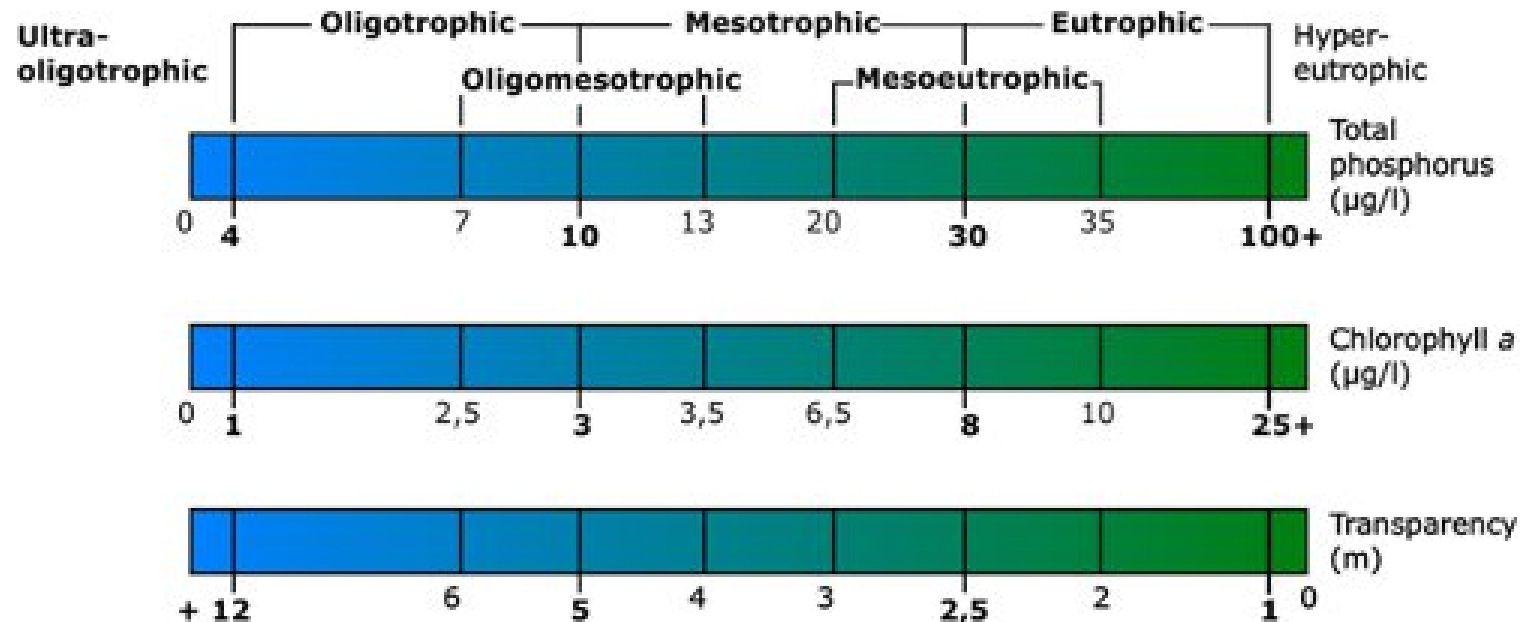 Ultra-
oligotrophic
Oligotrophic
Mesotrophic
Eutrophic
Hyper-
eutrophic
Oligomesotrophic
Mesoeutrophic
Total
phosphorus
(µg/l)
0 4 7 10 13 20 30 35 100+
Chlorophyll a
(µg/l)
0 1 2,5 3 3,5 6,5 8 10 25+
Transparency
(m)
+ 12 6 5 4 3 2,5 2 1 0